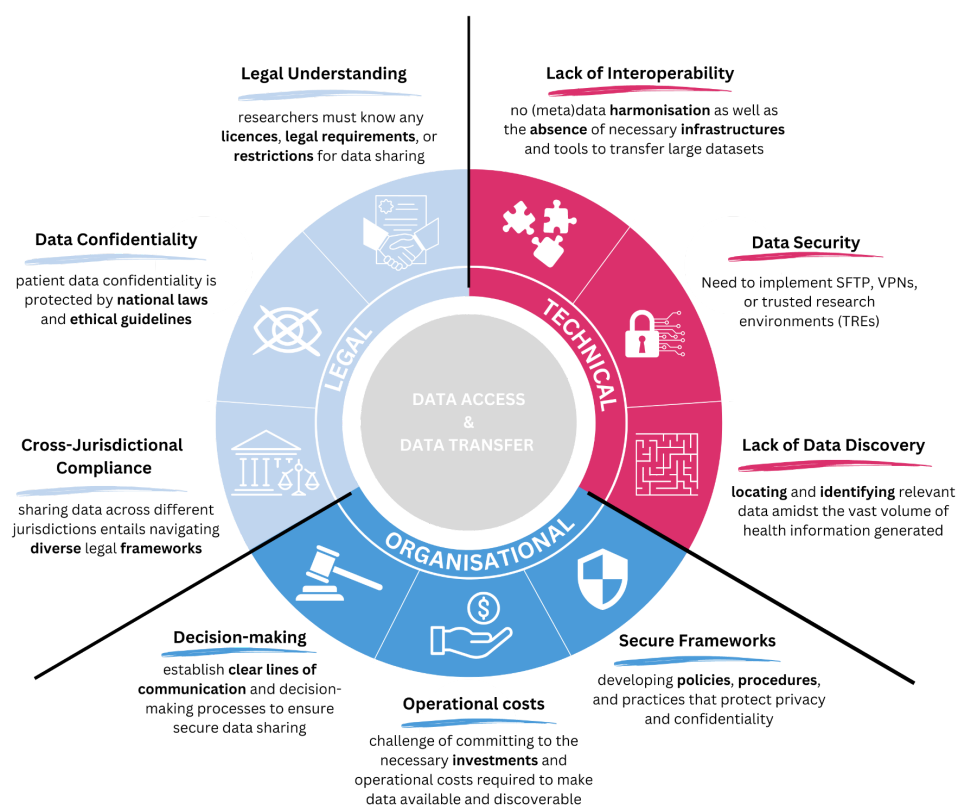 Legal Understanding
researchers must know any
licences, legal requirements, or
restrictions for data sharing
Lack of Interoperability
no (meta)data harmonisation as well as
the absence of necessary infrastructures
and tools to transfer large datasets
Data Confidentiality
patient data confidentiality is
protected by national laws
and ethical guidelines
Data Security
Need to implement SFTP, VPNs,
or trusted research
environments (TREs)
LEGAL
TECHNICAL
DATA ACCESS
&
DATA TRANSFER
Cross-Jurisdictional
Compliance
sharing data across different
jurisdictions entails navigating
diverse legal frameworks
Lack of Data Discovery
locating and identifying relevant
data amidst the vast volume of
health information generated
ORGANISATIONAL
$
Decision-making
establish clear lines of
communication and decision-
making processes to ensure
secure data sharing
Operational costs
challenge of committing to the
necessary investments and
operational costs required to make
data available and discoverable
Secure Frameworks
developing policies, procedures,
and practices that protect privacy
and confidentiality